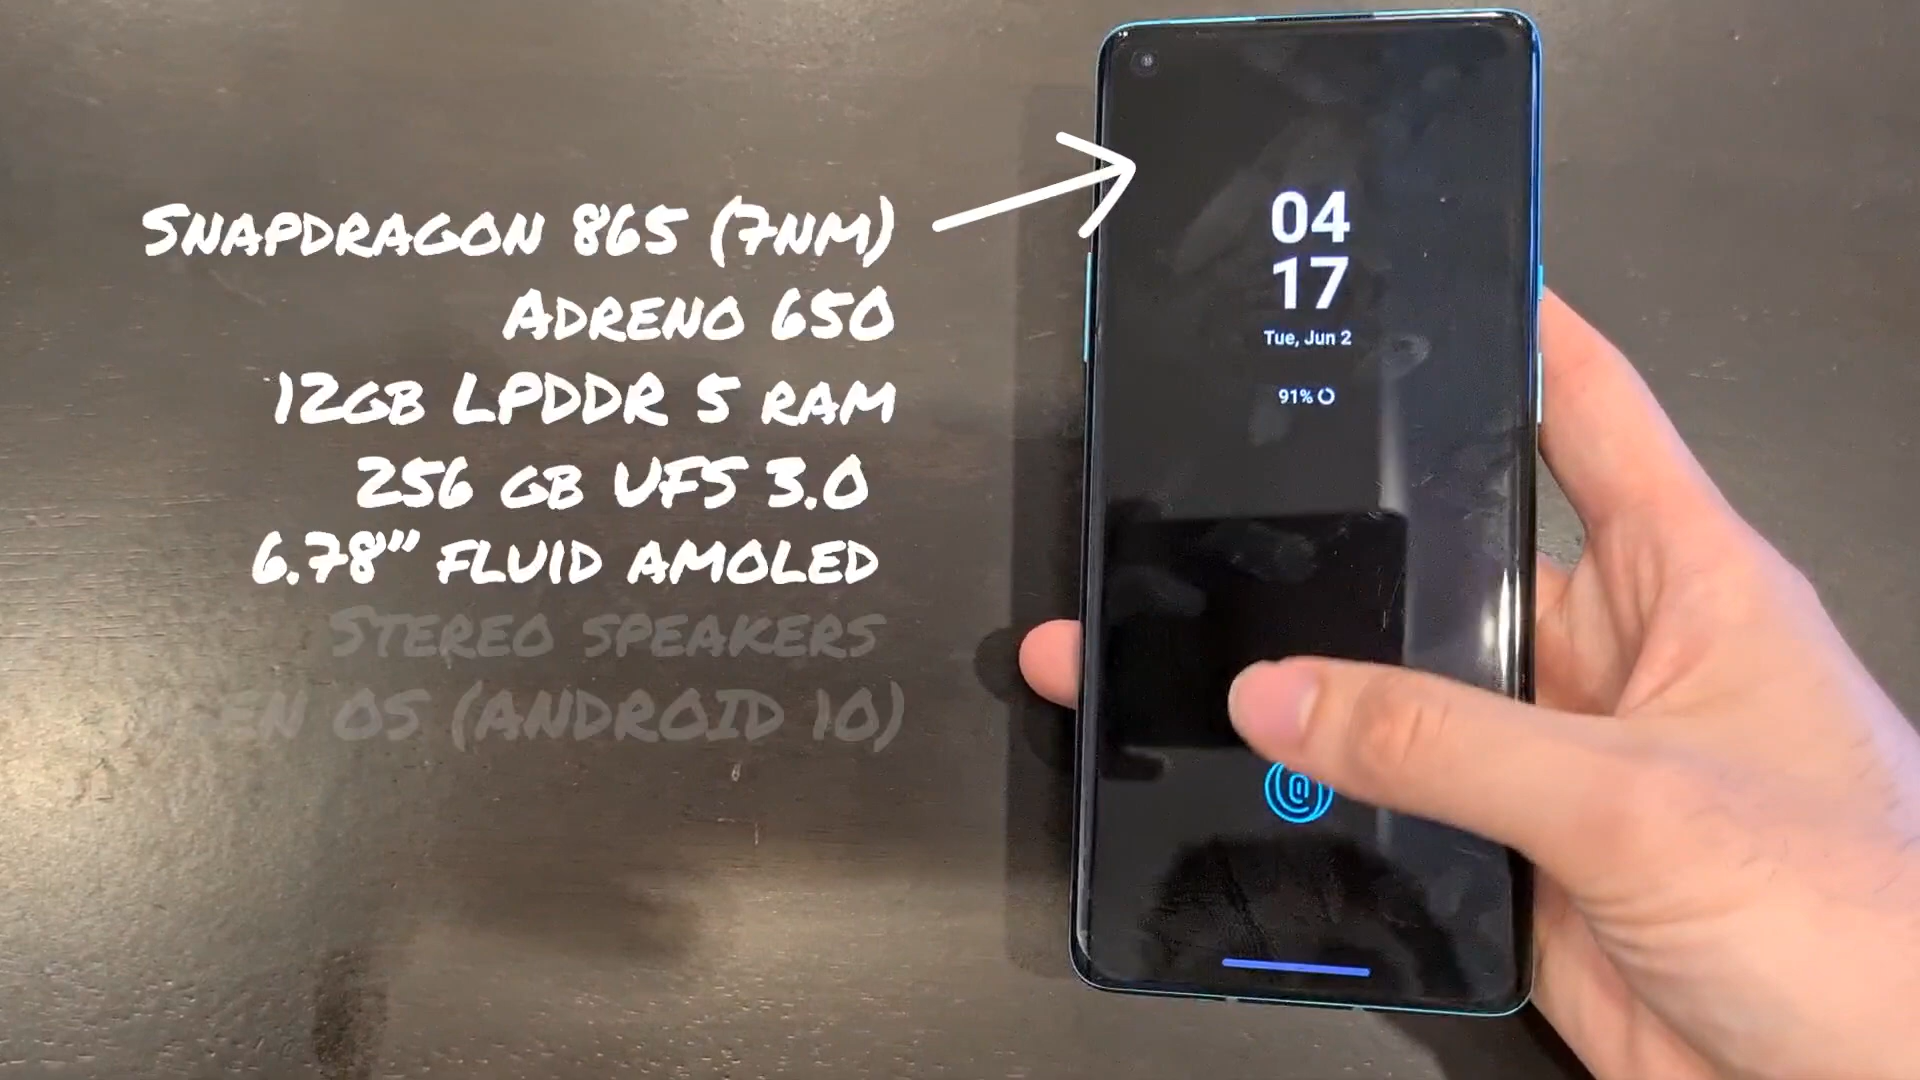 Snapdragon 865 (7nm)
Adreno 650
12gb LPDDR 5 ram
256 gb UFS 3.0
6.78" fluid amoled
Stereo speakers
OS (Android 10)
04
17
Tue, Jun 2
91%